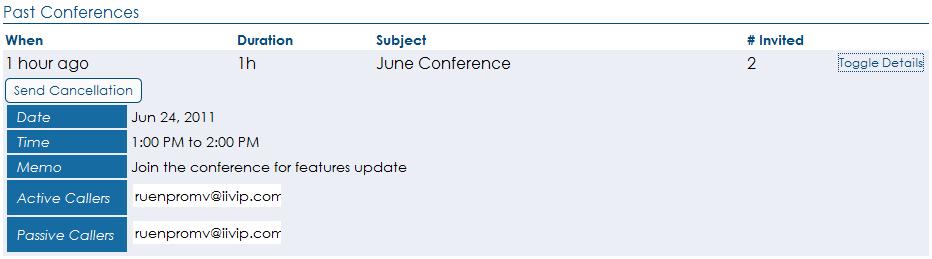 Past Conferences
When Duration Subject # Invited
1 hour ago 1h June Conference 2 Toggle Details
Send Cancellation
Date Jun 24, 2011
Time 1:00 PM to 2:00 PM
Memo Join the conference for features update
Active Callers ruenpromv@iivip.com
Passive Callers ruenpromv@iivip.com